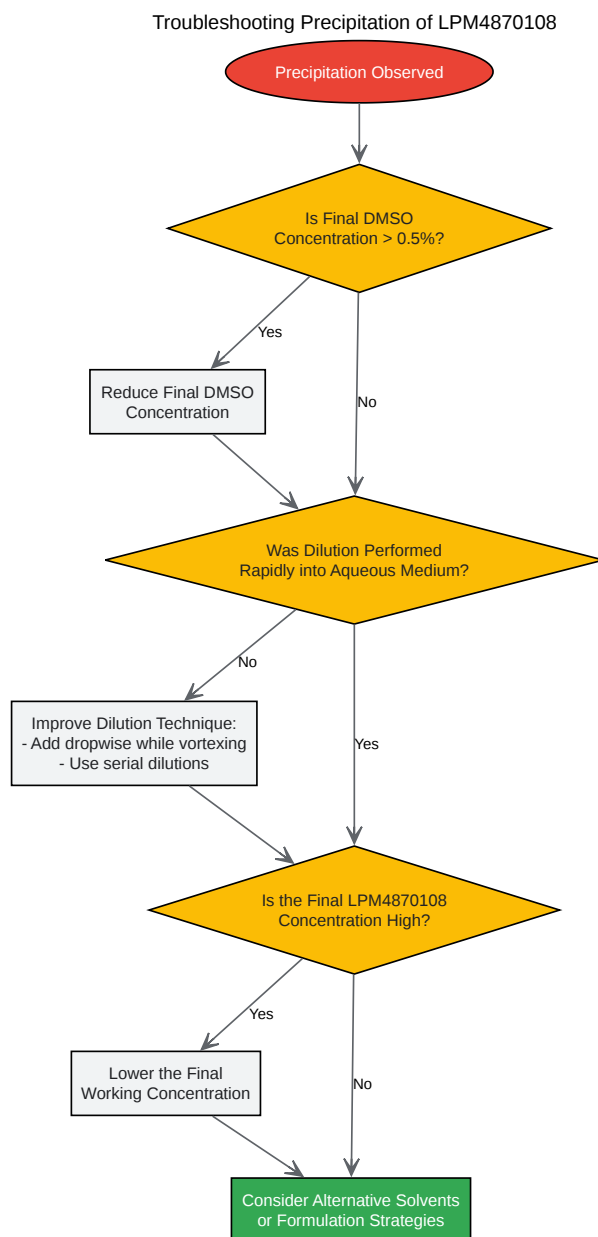 Troubleshooting Precipitation of LPM4870108
Precipitation Observed
Is Final DMSO
Concentration > 0.5%?
Yes
No
Reduce Final DMSO
Concentration
Was Dilution Performed
Rapidly into Aqueous Medium?
No
Yes
Improve Dilution Technique:
- Add dropwise while vortexing
- Use serial dilutions
Is the Final LPM4870108
Concentration High?
Yes
No
Lower the Final
Working Concentration
Consider Alternative Solvents
or Formulation Strategies